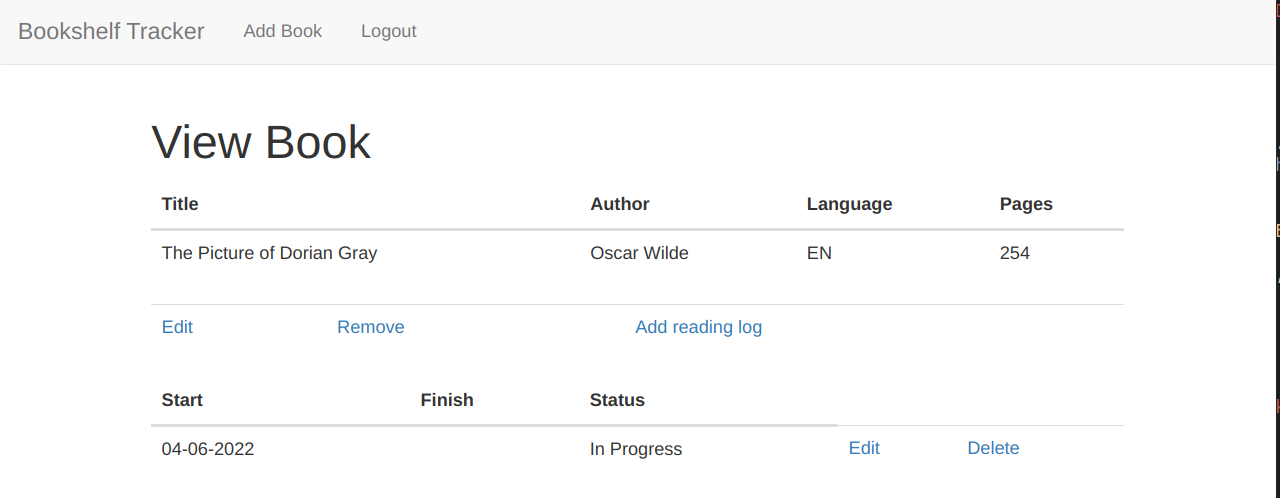 Bookshelf Tracker Add Book Logout
View Book
Title Author Language Pages
The Picture of Dorian Gray Oscar Wilde EN 254
Edit Remove Add reading log
Start Finish Status
04-06-2022 In Progress Edit Delete